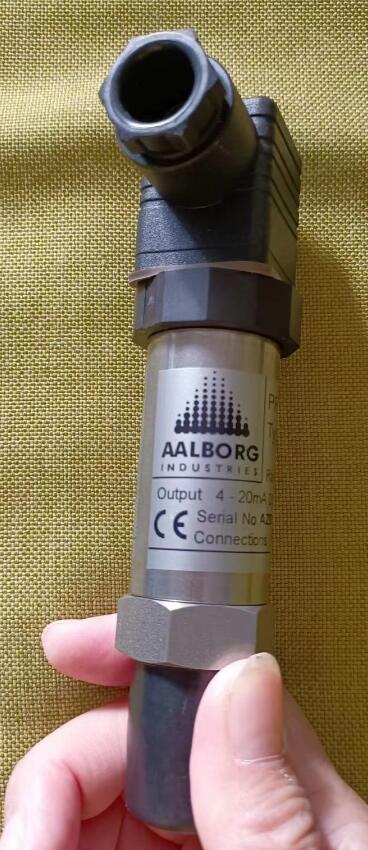 AALBORG
INDUSTRIES
Output 4 - 20mA
CE Serial No
Connections